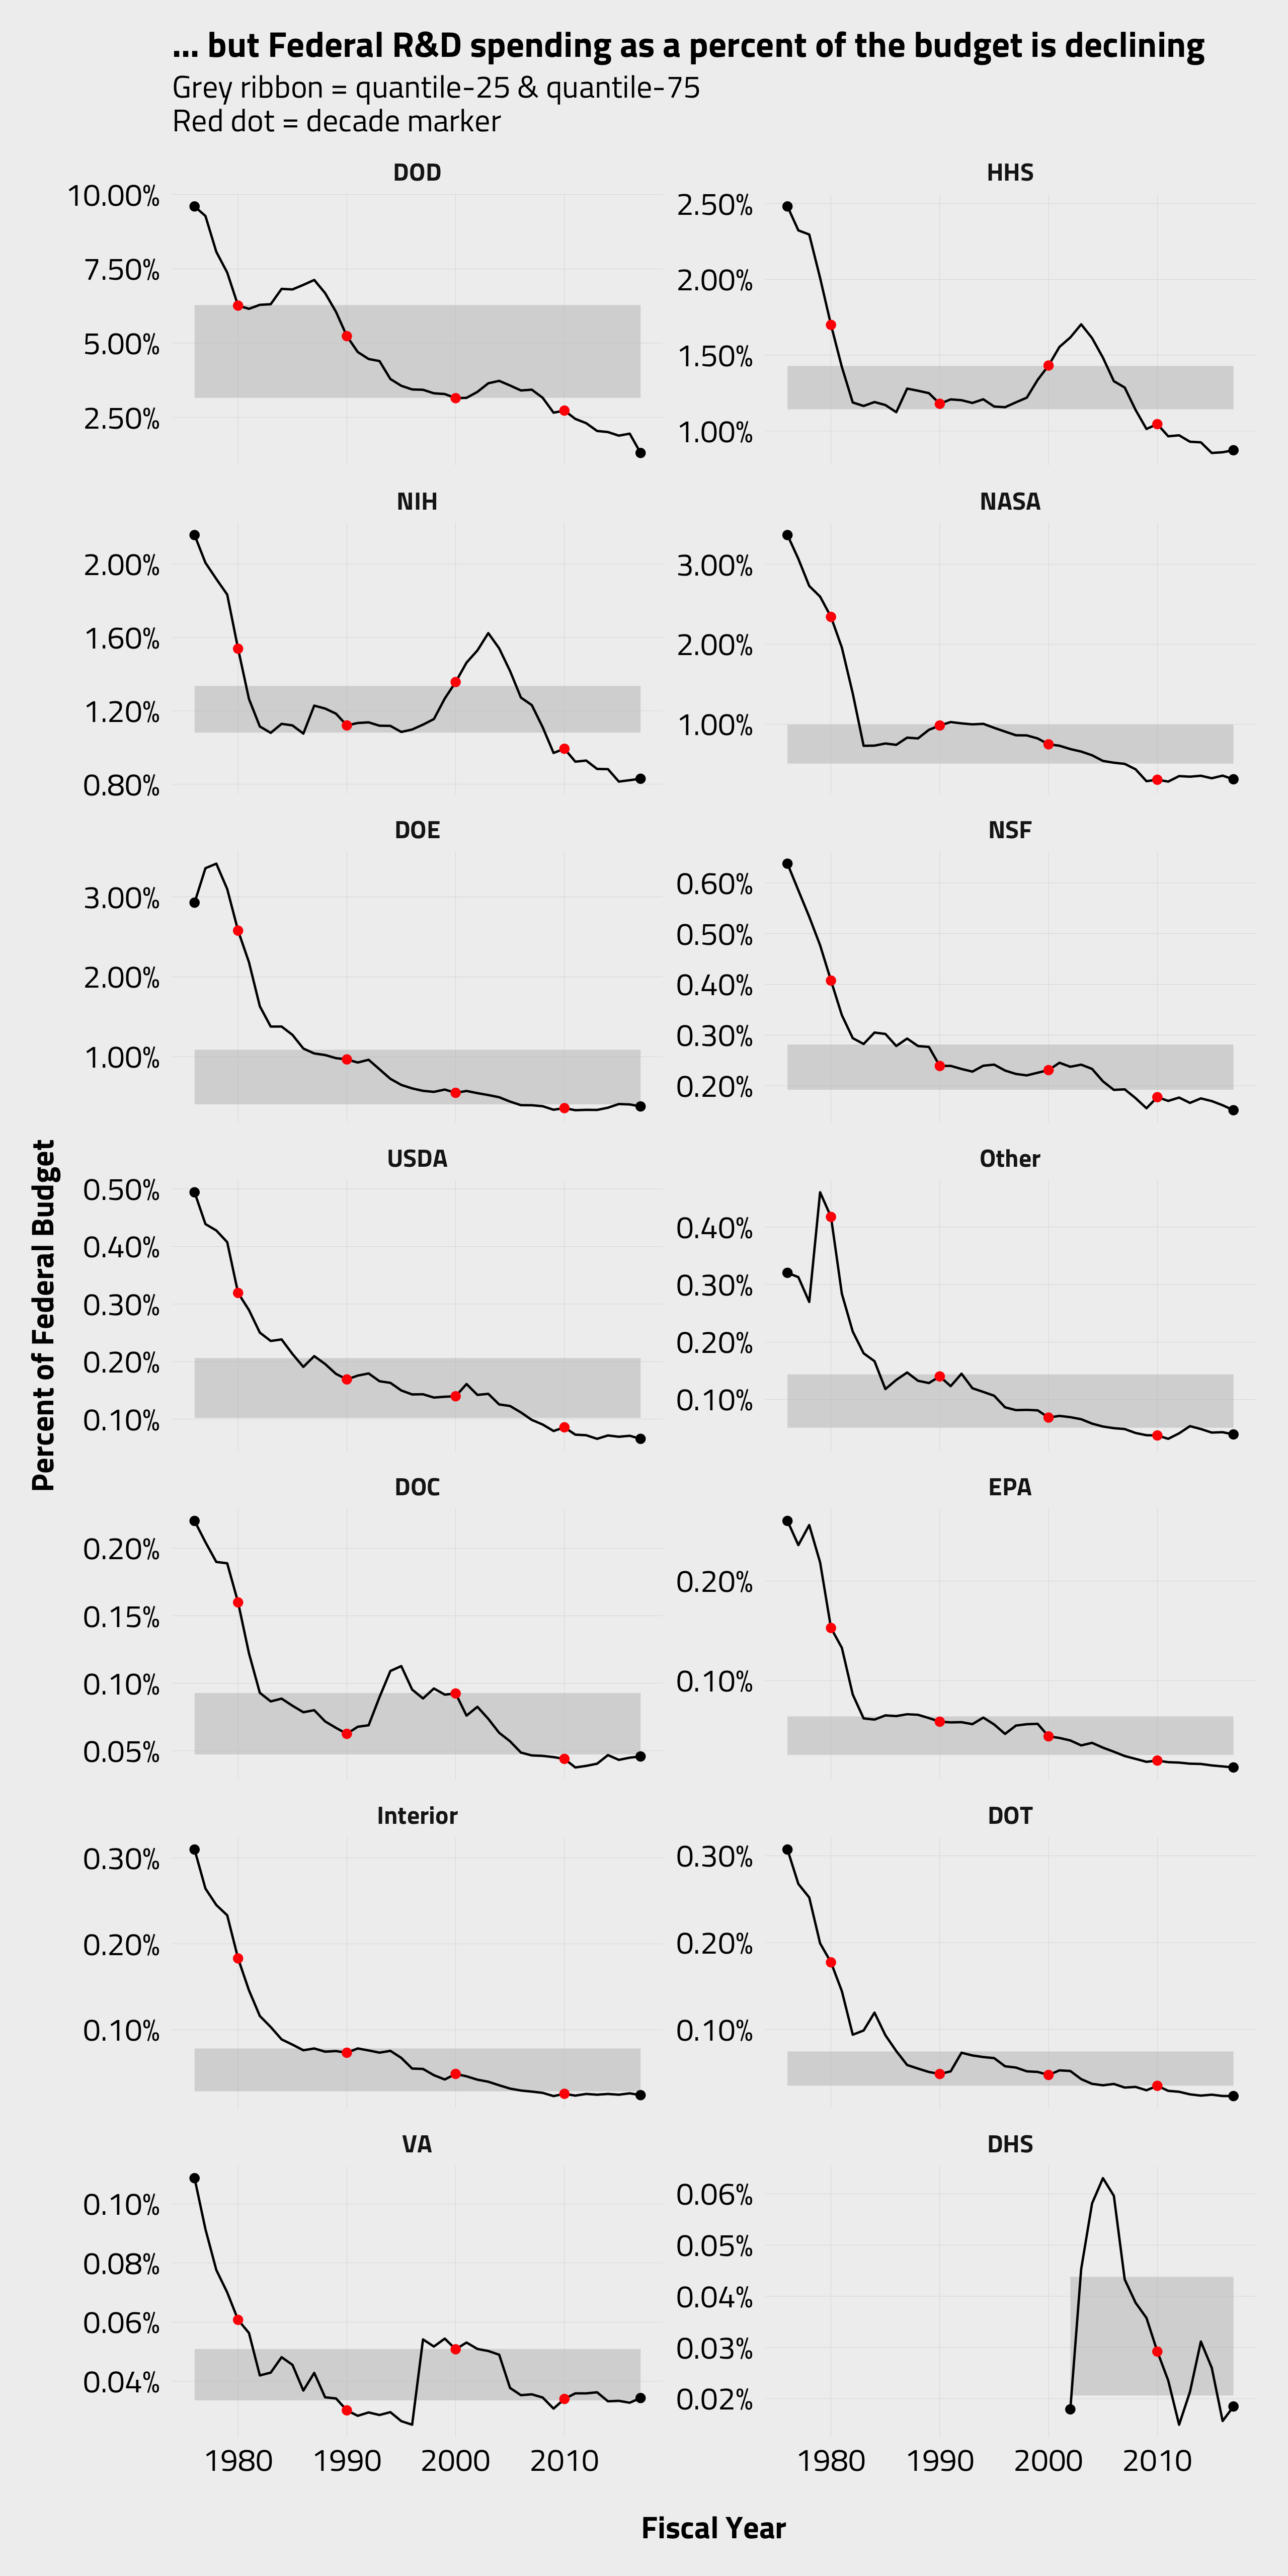 ... but Federal R&D spending as a percent of the budget is declining
Grey ribbon = quantile-25 & quantile-75
Red dot = decade marker
DOD
10.00%
7.50%
5.00%
2.50%
HHS
2.50%
2.00%
1.50%
1.00%
NIH
2.00%
1.60%
1.20%
0.80%
NASA
3.00%
2.00%
1.00%
DOE
3.00%
2.00%
1.00%
NSF
0.60%
0.50%
0.40%
0.30%
0.20%
Percent of Federal Budget
USDA
0.50%
0.40%
0.30%
0.20%
0.10%
Other
0.40%
0.30%
0.20%
0.10%
DOC
0.20%
0.15%
0.10%
0.05%
EPA
0.20%
0.10%
Interior
0.30%
0.20%
0.10%
DOT
0.30%
0.20%
0.10%
VA
0.10%
0.08%
0.06%
0.04%
1980 1990 2000 2010
DHS
0.06%
0.05%
0.04%
0.03%
0.02%
1980 1990 2000 2010
Fiscal Year